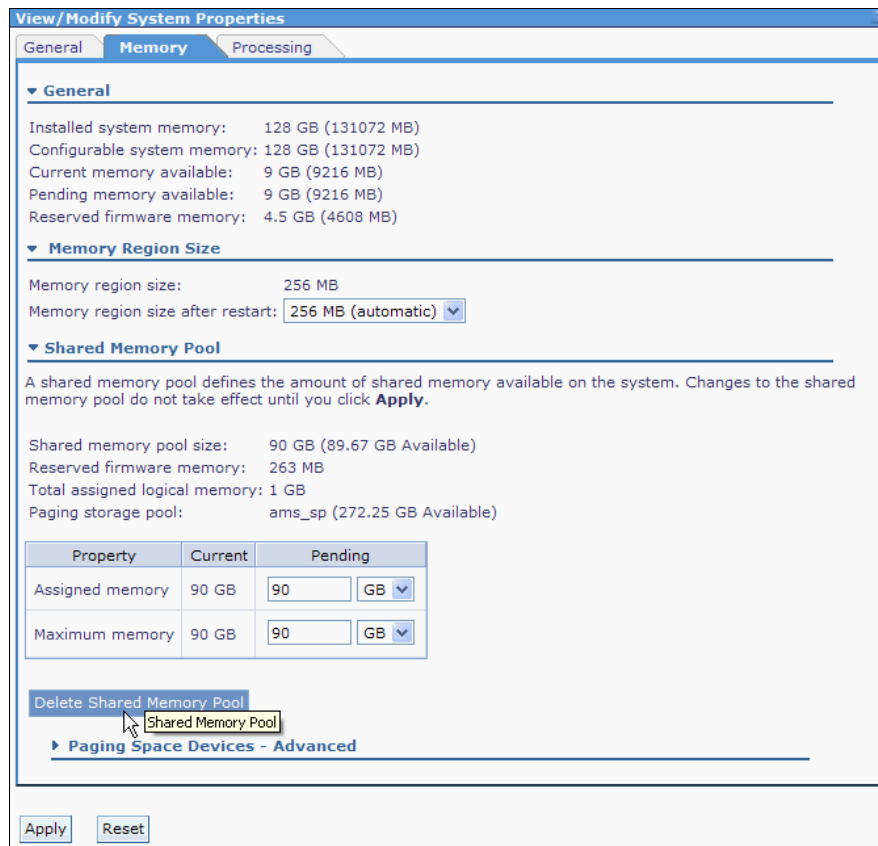 View/Modify System Properties
General Memory Processing
General
Installed system memory: 128 GB (131072 MB)
Configurable system memory: 128 GB (131072 MB)
Current memory available: 9 GB (9216 MB)
Pending memory available: 9 GB (9216 MB)
Reserved firmware memory: 4.5 GB (4608 MB)
Memory Region Size
Memory region size: 256 MB
Memory region size after restart: 256 MB (automatic)
Shared Memory Pool
A shared memory pool defines the amount of shared memory available on the system. Changes to the shared
memory pool do not take effect until you click Apply.
Shared memory pool size: 90 GB (89.67 GB Available)
Reserved firmware memory: 263 MB
Total assigned logical memory: 1 GB
Paging storage pool: ams_sp (272.25 GB Available)
Property Current Pending
Assigned memory 90 GB 90 GB
Maximum memory 90 GB 90 GB
Delete Shared Memory Pool
Shared Memory Pool
Paging Space Devices - Advanced
Apply Reset